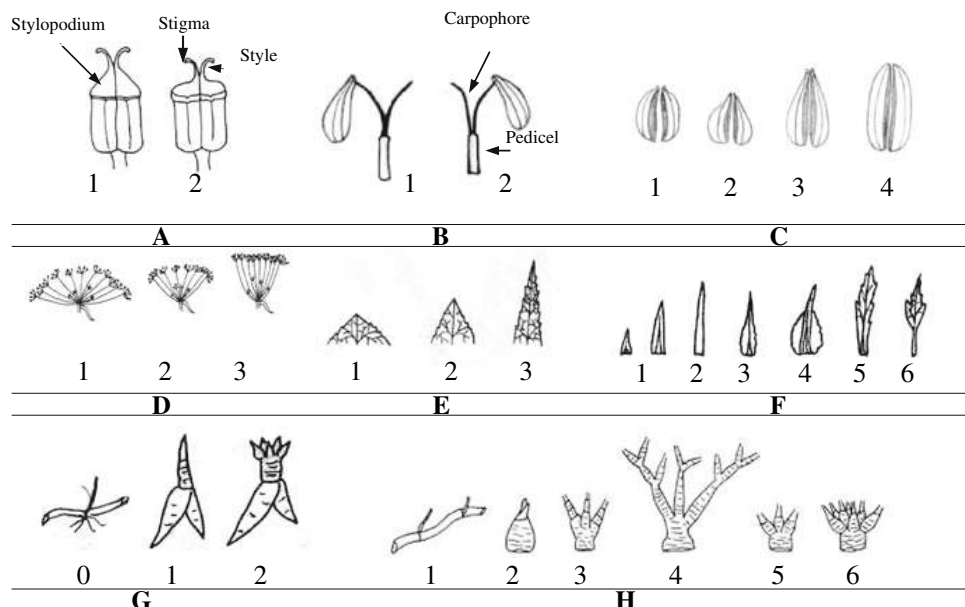 Stylopodium Stigma Carpophore
Style
Pedicel
1 2 1 2 1 2 3 4
A B C
1 2 3 1 2 3 1 2 3 4 5 6
D E F
0 1 2 1 2 3 4 5 6
G H